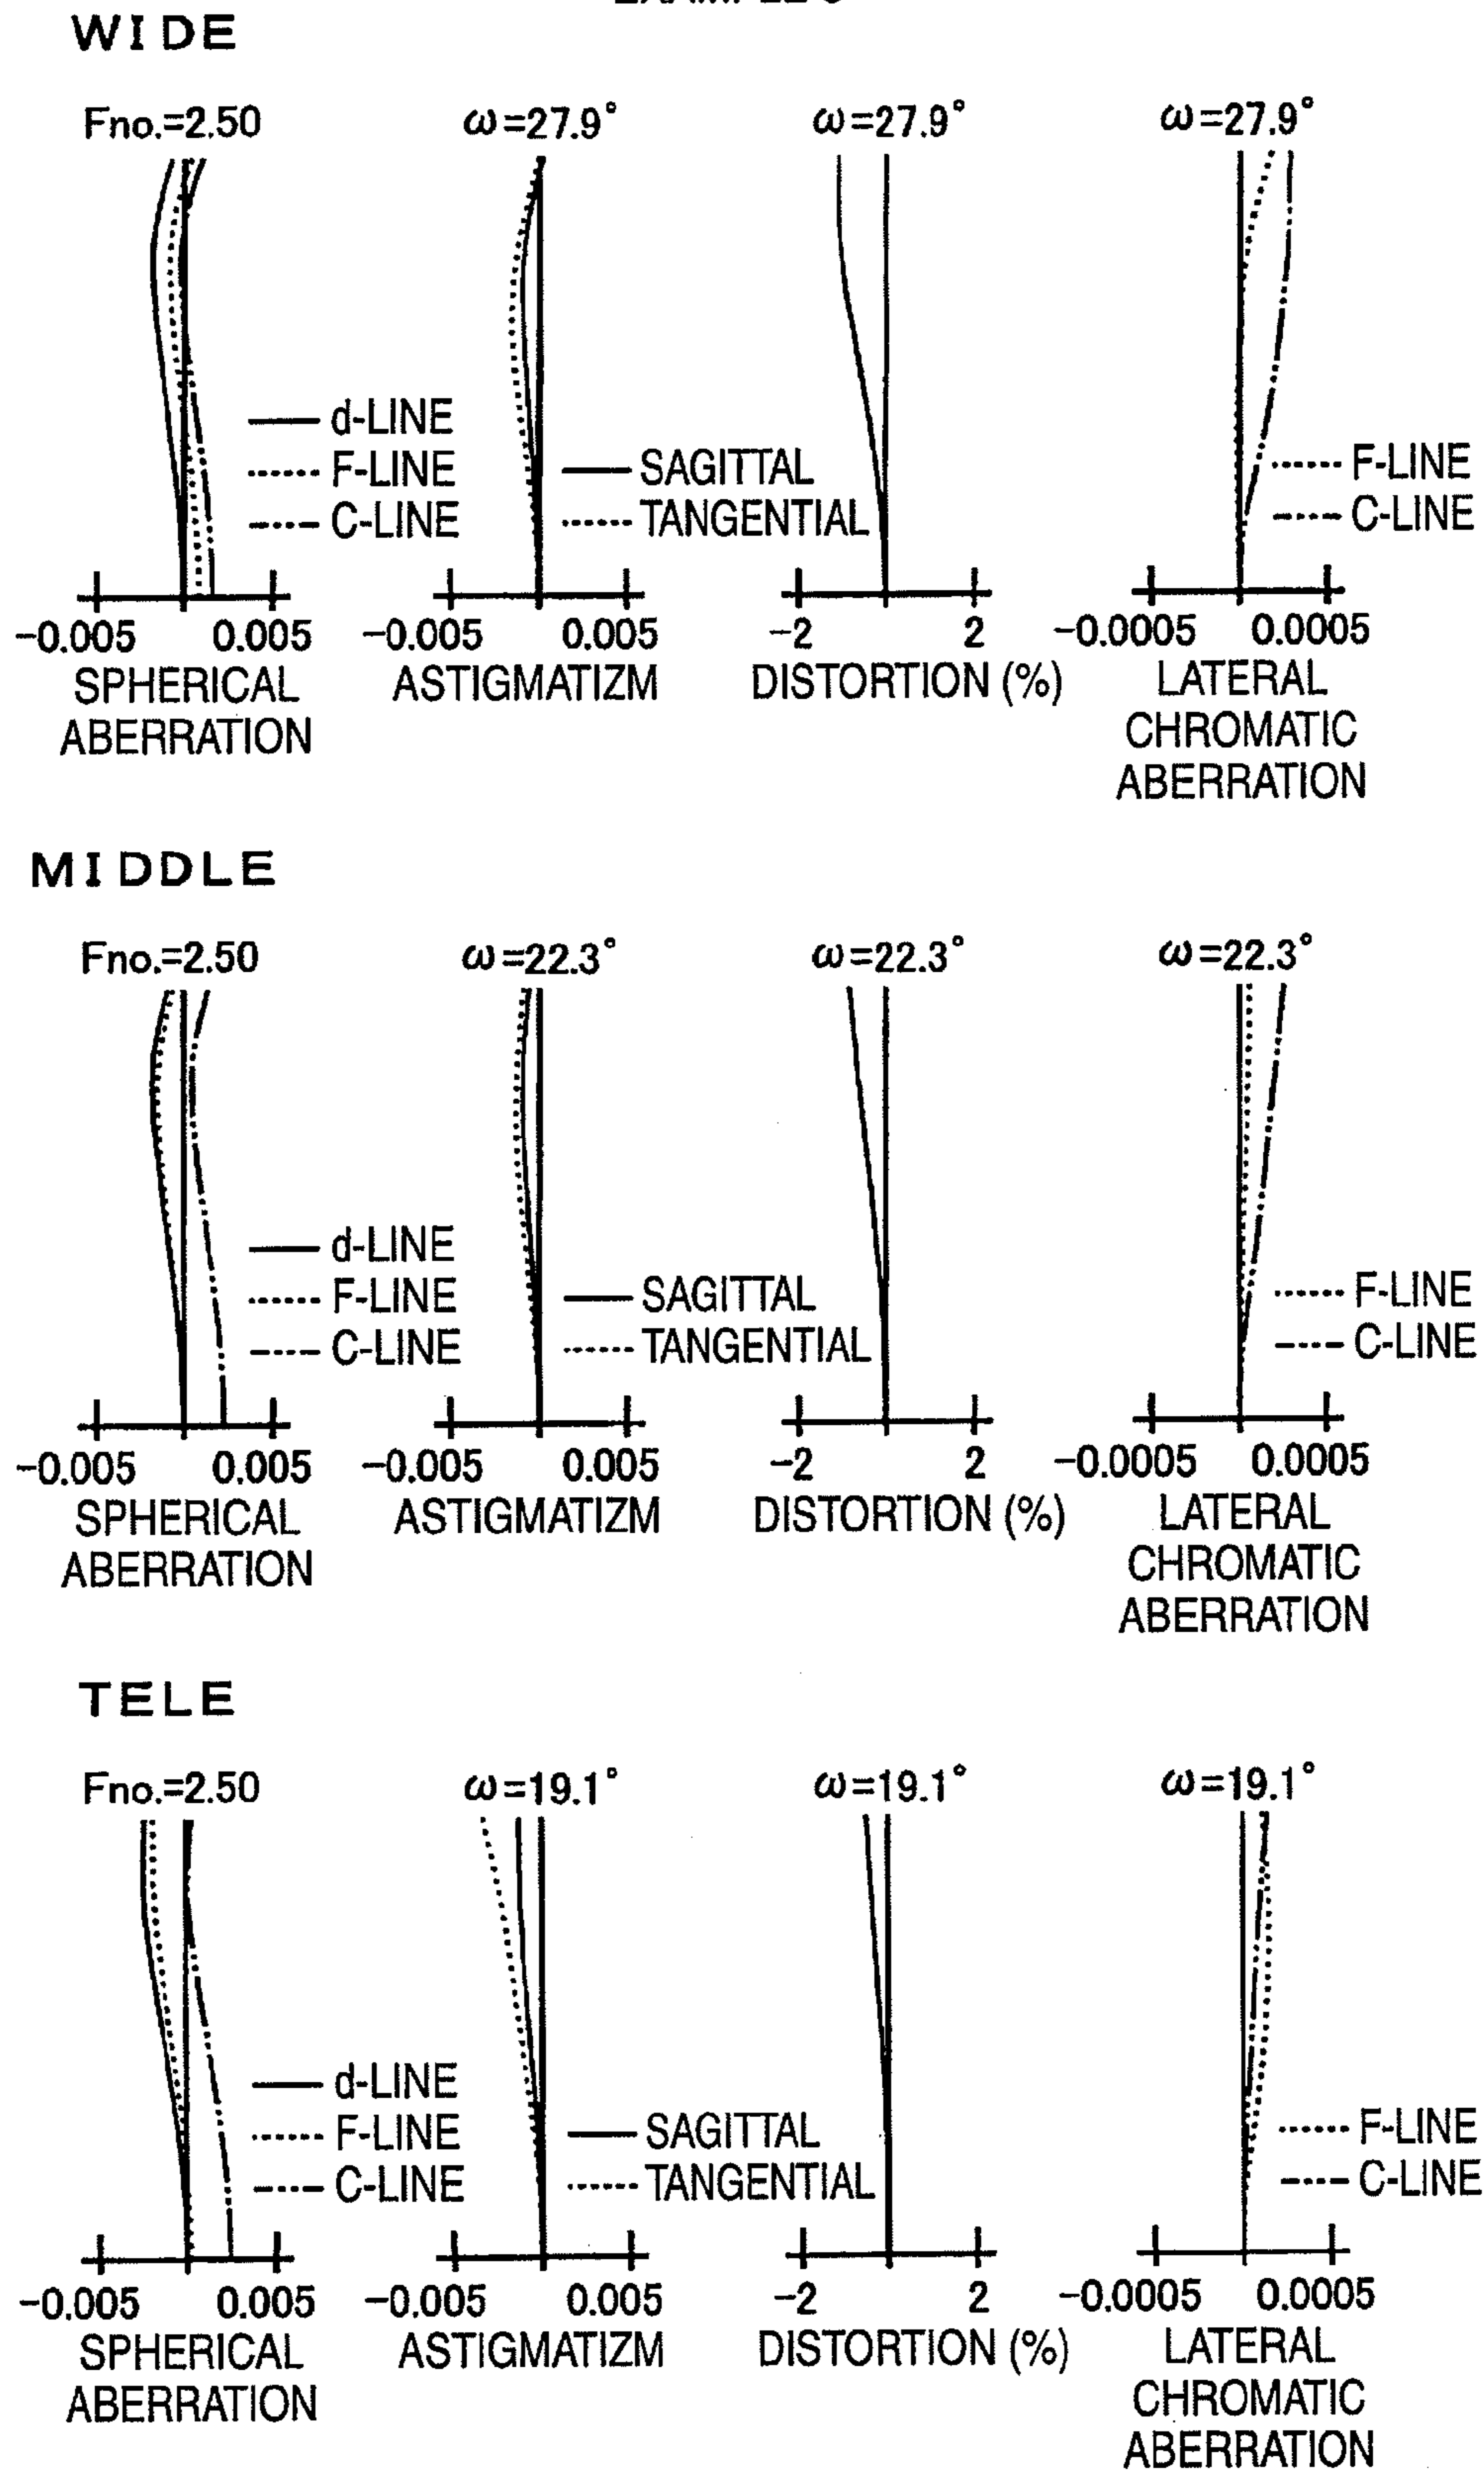 WIDE
Fno.=2.50
ω=27.9°
ω=27.9°
ω=27.9°
d-LINE
F-LINE
C-LINE
SAGITTAL
TANGENTIAL
F-LINE
C-LINE
-0.005 0.005
-0.005 0.005
-2 2
-0.0005 0.0005
SPHERICAL
ABERRATION
ASTIGMATIZM
DISTORTION (%)
LATERAL
CHROMATIC
ABERRATION
MIDDLE
Fno.=2.50
ω=22.3°
ω=22.3°
ω=22.3°
d-LINE
F-LINE
C-LINE
SAGITTAL
TANGENTIAL
F-LINE
C-LINE
-0.005 0.005
-0.005 0.005
-2 2
-0.0005 0.0005
SPHERICAL
ABERRATION
ASTIGMATIZM
DISTORTION (%)
LATERAL
CHROMATIC
ABERRATION
TELE
Fno.=2.50
ω=19.1°
ω=19.1°
ω=19.1°
d-LINE
F-LINE
C-LINE
SAGITTAL
TANGENTIAL
F-LINE
C-LINE
-0.005 0.005
-0.005 0.005
-2 2
-0.0005 0.0005
SPHERICAL
ABERRATION
ASTIGMATIZM
DISTORTION (%)
LATERAL
CHROMATIC
ABERRATION